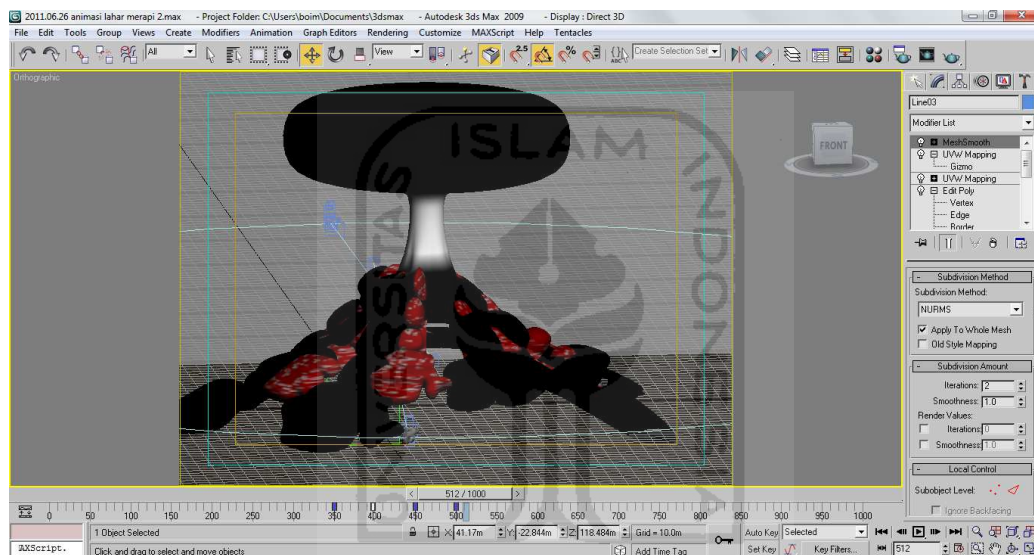 2011.06.26 animasi lahar merapi 2.max - Project Folder: C:\Users\boim\Documents\3dsmax - Autodesk 3ds Max 2009 - Display : Direct 3D
File Edit Tools Group Views Create Modifiers Animation Graph Editors Rendering Customize MAXScript Help Tentacles
All View 2.5 Create Selection Set
Orthographic
FRONT
ISLAM
UNIVERSITAS
INDONESIA
Line03
Modifier List
MeshSmooth
UVW Mapping
Gizmo
UVW Mapping
Edit Poly
Vertex
Edge
Border
- Subdivision Method
Subdivision Method:
NURMS
Apply To Whole Mesh
Old Style Mapping
- Subdivision Amount
Iterations: 2
Smoothness: 1.0
Render Values:
Iterations: 0
Smoothness: 1.0
- Local Control
Subobject Level:
Ignore Backfacing
< 512 / 1000 >
0 50 100 150 200 250 300 350 400 450 500 550 600 650 700 750 800 850 900 950 1000
1 Object Selected X: 41.17m Y: -22.844m Z: 118.484m Grid = 10.0m Auto Key Selected
MAXScript. Click and drag to select and move objects Add Time Tag Set Key Key Filters... 512